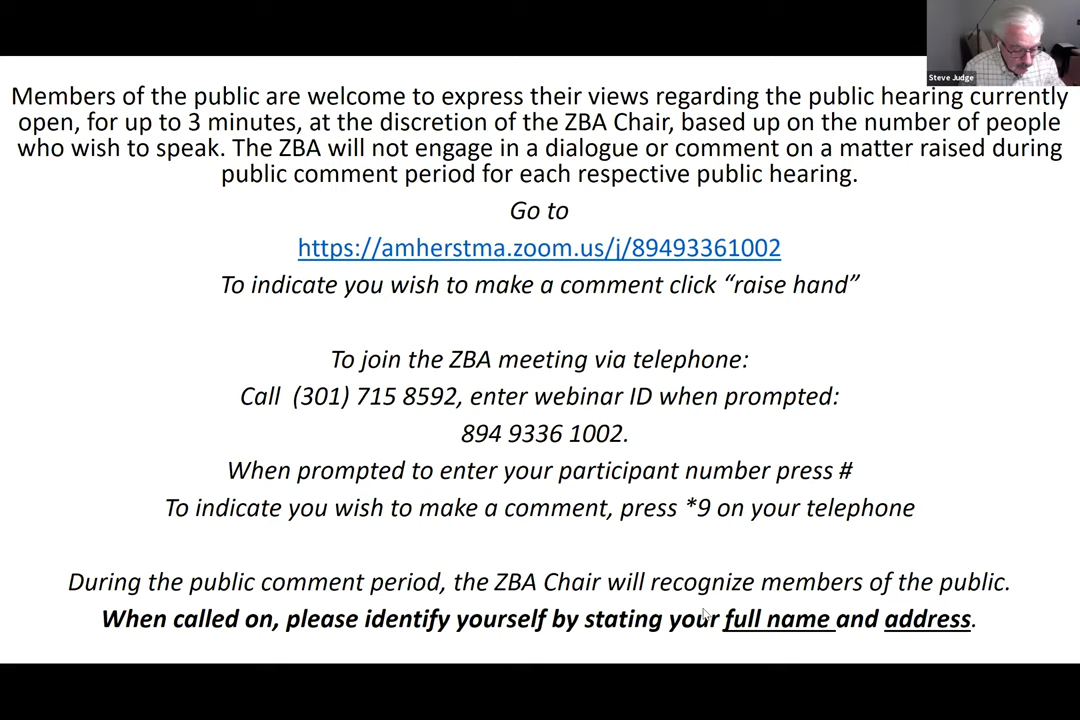 Steve Judge
Members of the public are welcome to express their views regarding the public hearing currently
open, for up to 3 minutes, at the discretion of the ZBA Chair, based up on the number of people
who wish to speak. The ZBA will not engage in a dialogue or comment on a matter raised during
public comment period for each respective public hearing.
Go to
https://amherstma.zoom.us/j/89493361002
To indicate you wish to make a comment click “raise hand”
To join the ZBA meeting via telephone:
Call (301) 715 8592, enter webinar ID when prompted:
894 9336 1002.
When prompted to enter your participant number press #
To indicate you wish to make a comment, press *9 on your telephone
During the public comment period, the ZBA Chair will recognize members of the public.
When called on, please identify yourself by stating your full name and address.